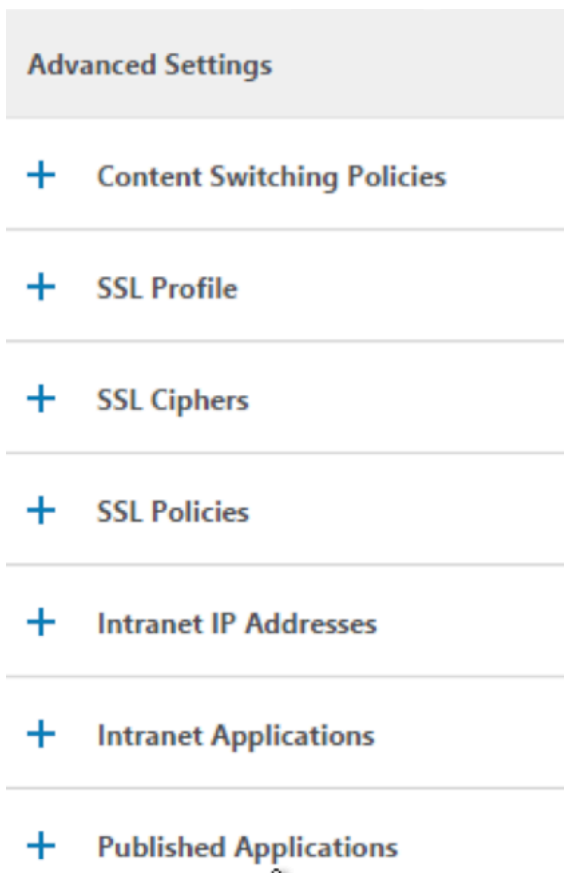 Advanced Settings
Content Switching Policies
SSL Profile
SSL Ciphers
SSL Policies
Intranet IP Addresses
Intranet Applications
Published Applications